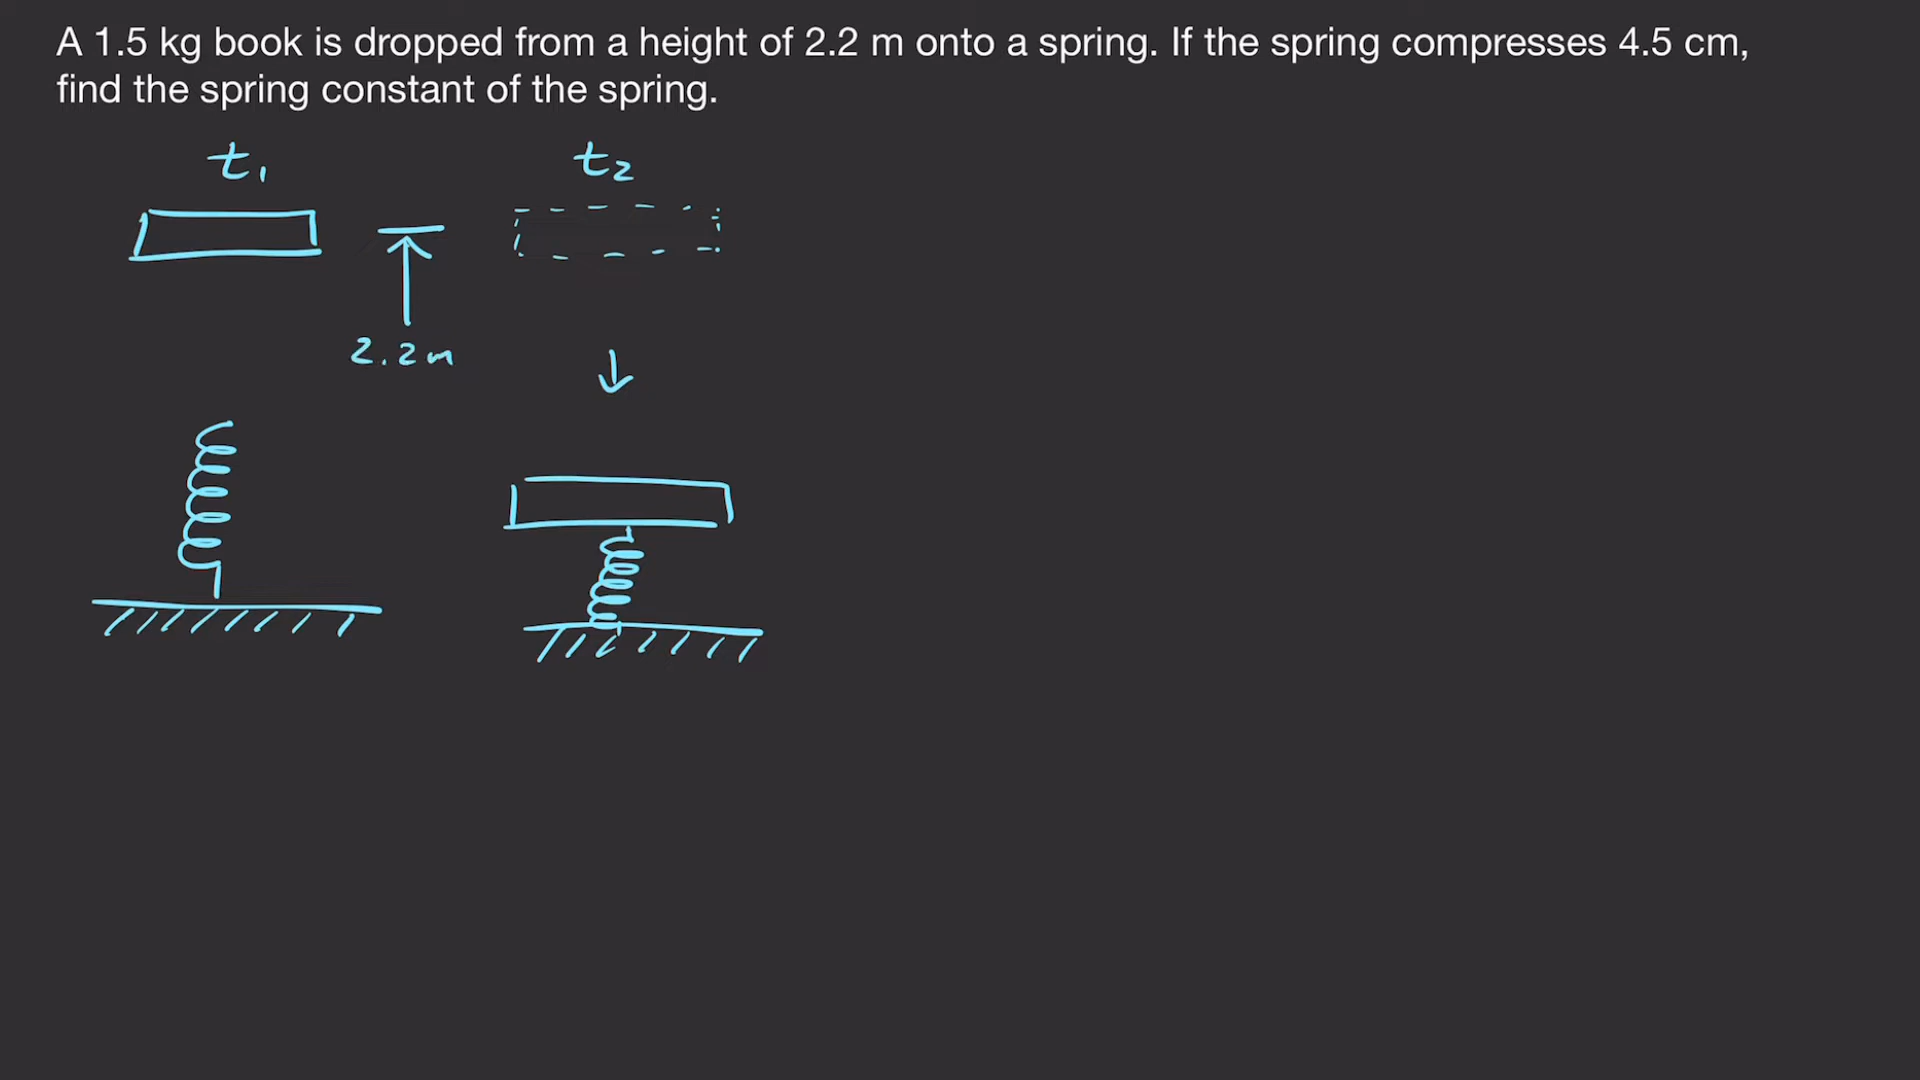 A 1.5 kg book is dropped from a height of 2.2 m onto a spring. If the spring compresses 4.5 cm,
find the spring constant of the spring.
t₁ t₂
2.2m